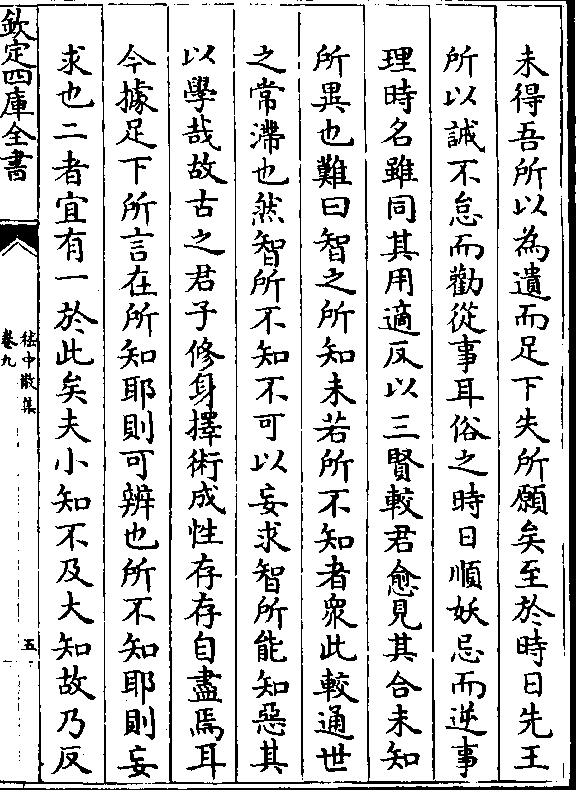 未得吾所以為遺而足下失所願矣至於時日先王
所以誡不怠而勸從事耳俗之時日順妖忌而逆事
理時名雖同其用適反以三賢較君愈見其合未知
所異也難曰智之所知未若所不知者衆此較通世
之常滯也然智所不知不可以妄求智所能知惡其
以學哉故古之君子修身擇術成性存存自盡焉耳
今據足下所言在所知耶則可辨也所不知耶則妄
求也二者宜有一於此矣夫小知不及大知故乃反
欽定四庫全書
嵇中散集
卷九
五